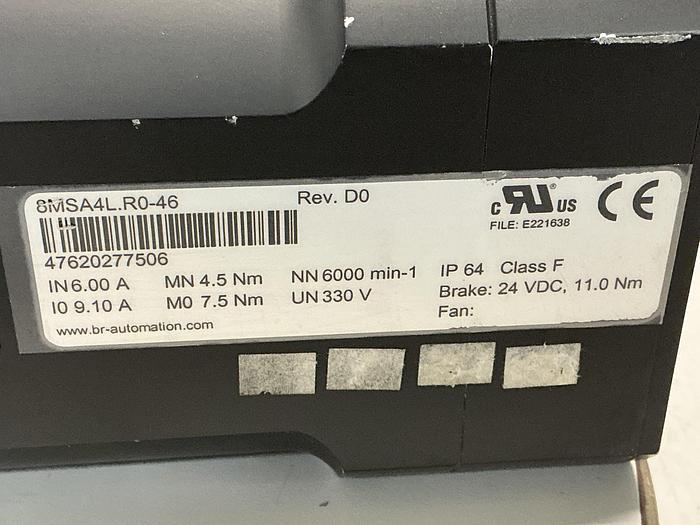 8MSA4L.R0-46 Rev. D0
47620277506
IN 6.00 A MN 4.5 Nm NN 6000 min-1 IP 64 Class F
I0 9.10 A M0 7.5 Nm UN 330 V Brake: 24 VDC, 11.0 Nm
Fan:
www.br-automation.com
c RU US CE
FILE: E221638